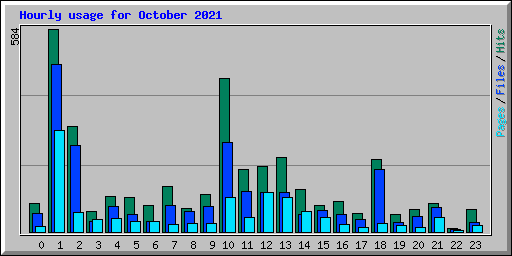 Hourly usage for October 2021
584
Pages/Files/Hits
0 1 2 3 4 5 6 7 8 9 10 11 12 13 14 15 16 17 18 19 20 21 22 23